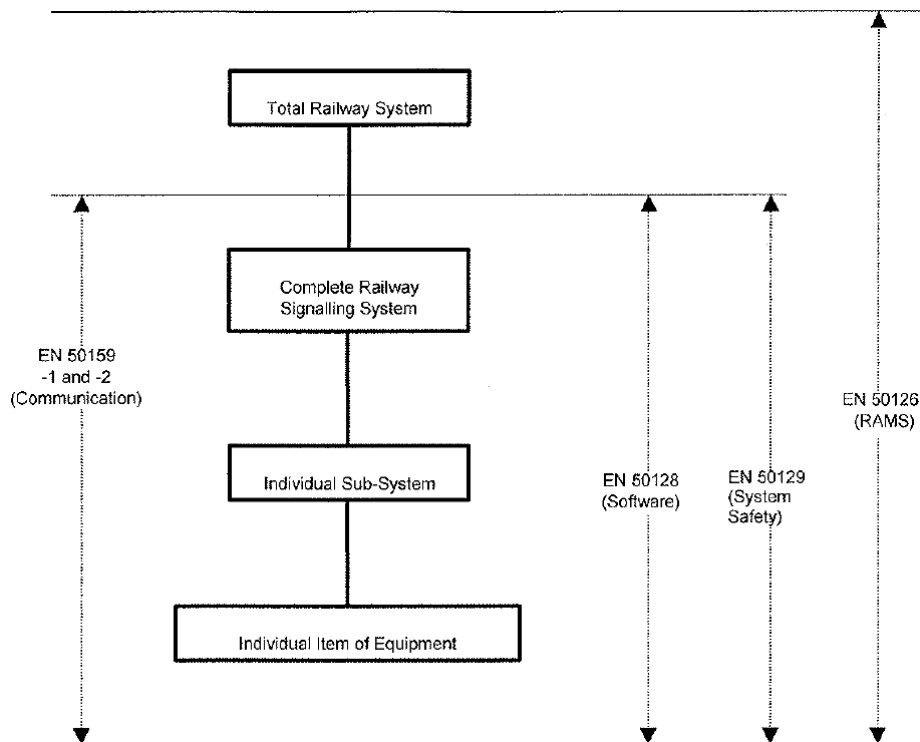 Total Railway System
Complete Railway
Signalling System
EN 50159
-1 and -2
(Communication)
EN 50126
(RAMS)
Individual Sub-System
EN 50128
(Software)
EN 50129
(System
Safety)
Individual Item of Equipment